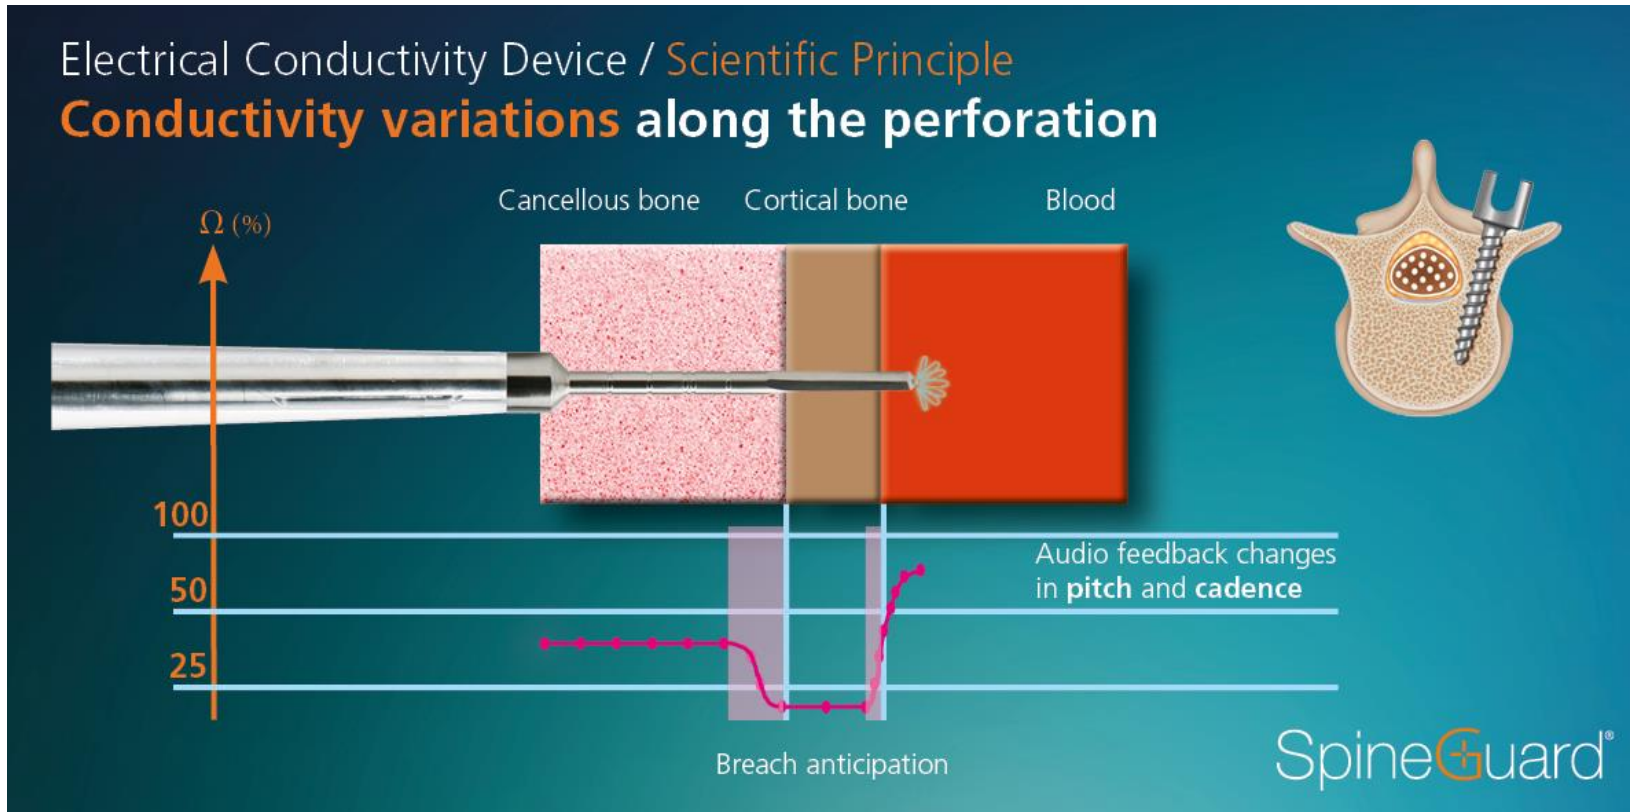 Electrical Conductivity Device / Scientific Principle
Conductivity variations along the perforation
Cancellous bone
Cortical bone
Blood
Ω (%)
100
50
25
Audio feedback changes
in pitch and cadence
Breach anticipation
SpineGuard®